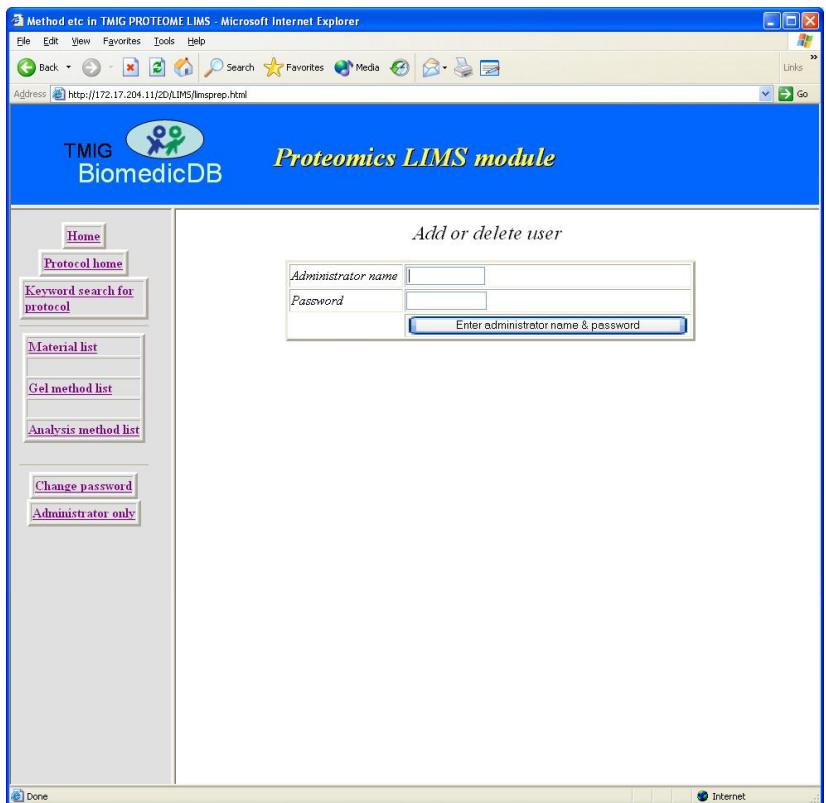 Method etc in TMIG PROTEOME LIMS - Microsoft Internet Explorer
File Edit View Favorites Tools Help
Back Search Favorites Media Links »
Address http://172.17.204.11/2D/LIMS/limsprep.html Go
TMIG
BiomedicDB
Proteomics LIMS module
Home
Protocol home
Keyword search for
protocol
Material list
Gel method list
Analysis method list
Change password
Administrator only
Add or delete user
Administrator name
Password
Enter administrator name & password
Done Internet